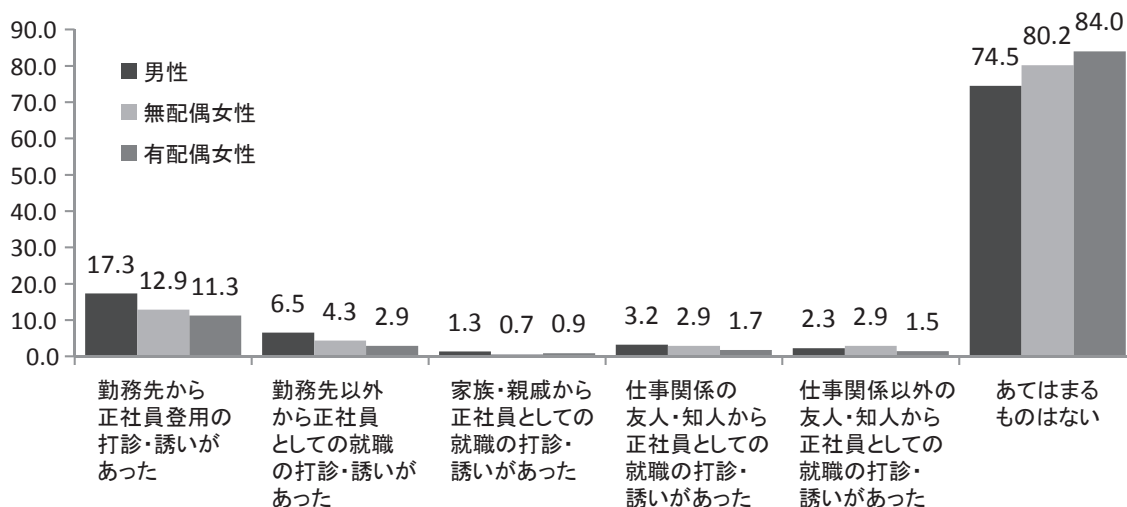 90.0
80.0
70.0
60.0
50.0
40.0
30.0
20.0
10.0
0.0
男性
無配偶女性
有配偶女性
17.3
12.9
11.3
6.5
4.3
2.9
1.3
0.7
0.9
3.2
2.9
1.7
2.3
2.9
1.5
74.5
80.2
84.0
勤務先から
正社員登用の
打診・誘いが
あった
勤務先以外
から正社員
としての就職
の打診・誘いが
あった
家族・親戚から
正社員としての
就職の打診・
誘いがあった
仕事関係の
友人・知人から
正社員としての
就職の打診・
誘いがあった
仕事関係以外の
友人・知人から
正社員としての
就職の打診・
誘いがあった
あてはまる
ものはない